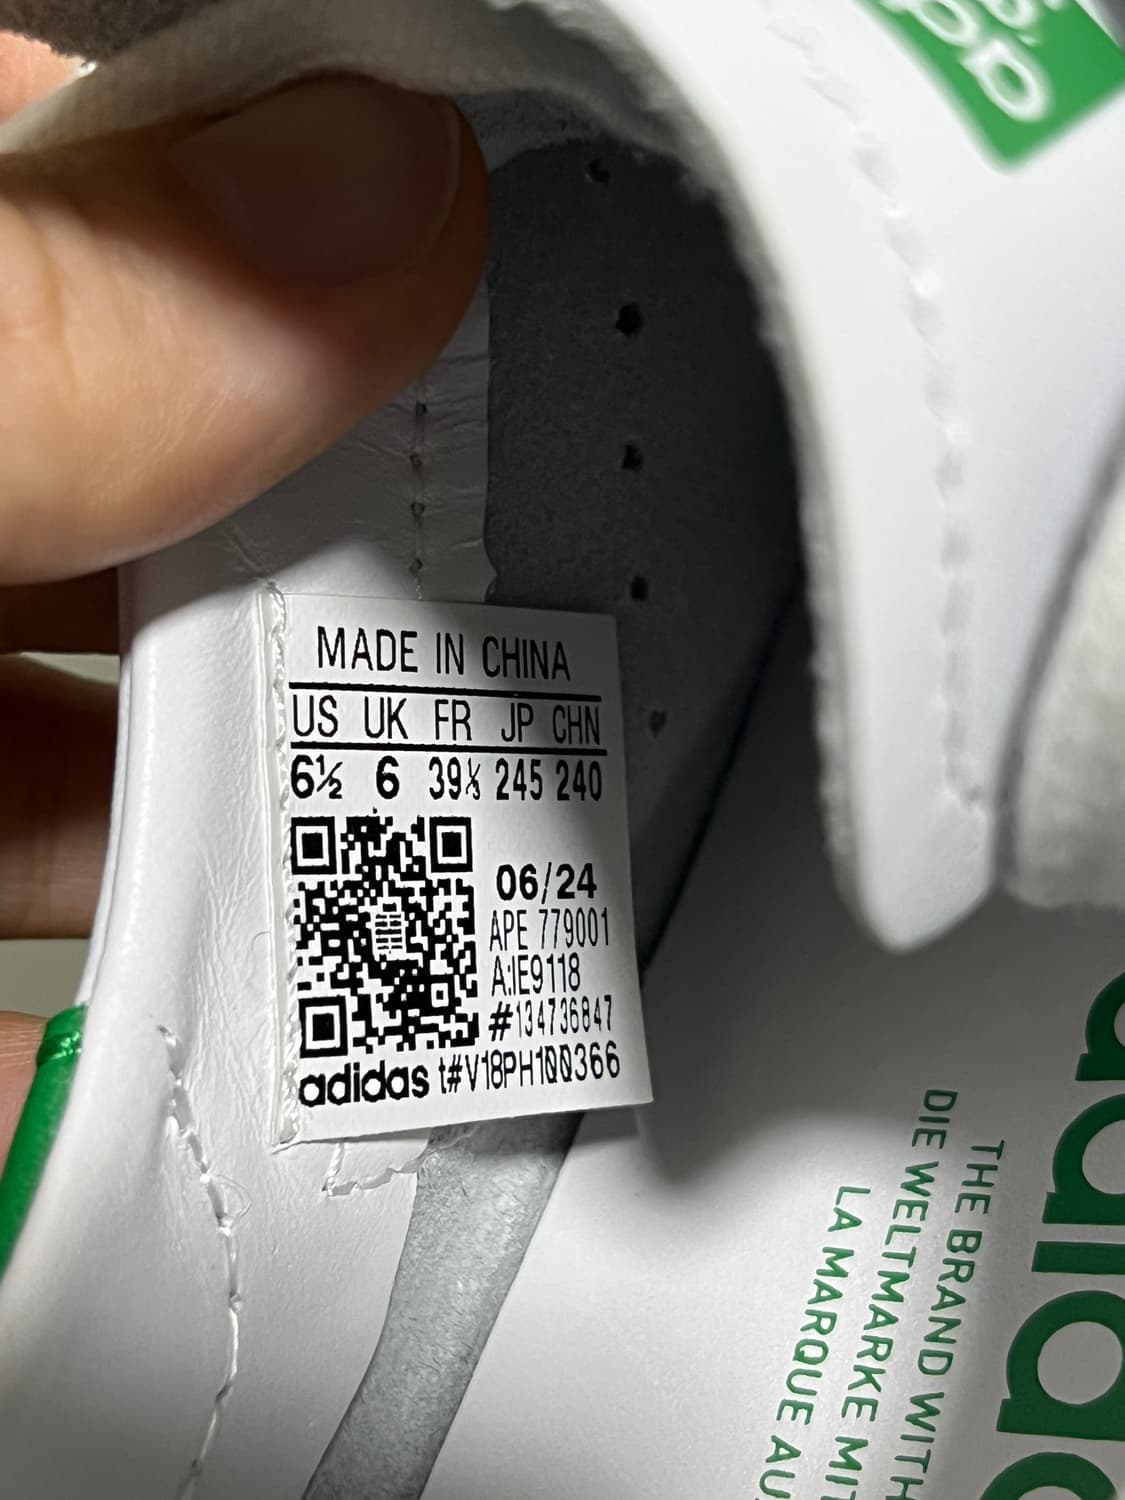 MADE IN CHINA
US UK FR JP CHN
6½ 6 39⅓ 245 240
06/24
APE 779001
A:IE9118
#134736847
adidas t#V18PH100366
THE BRAND WITH
DIE WELTMARKE MIT
LA MARQUE AU